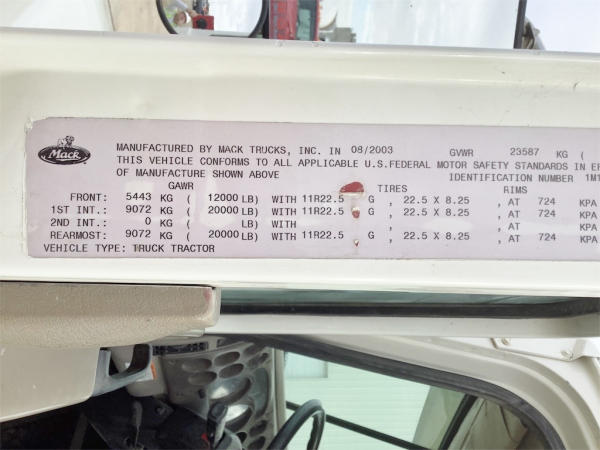 Mack
MANUFACTURED BY MACK TRUCKS, INC. IN 08/2003 GVWR 23587 KG (
THIS VEHICLE CONFORMS TO ALL APPLICABLE U.S.FEDERAL MOTOR SAFETY STANDARDS IN EF
OF MANUFACTURE SHOWN ABOVE IDENTIFICATION NUMBER 1M1
GAWR TIRES RIMS
FRONT: 5443 KG ( 12000 LB) WITH 11R22.5 G , 22.5 X 8.25 , AT 724 KPA
1ST INT.: 9072 KG ( 20000 LB) WITH 11R22.5 G , 22.5 X 8.25 , AT 724 KPA
2ND INT: 0 KG ( LB) WITH , , AT KPA
REARMOST: 9072 KG ( 20000 LB) WITH 11R22.5 G , 22.5 X 8.25 , AT 724 KPA
VEHICLE TYPE: TRUCK TRACTOR